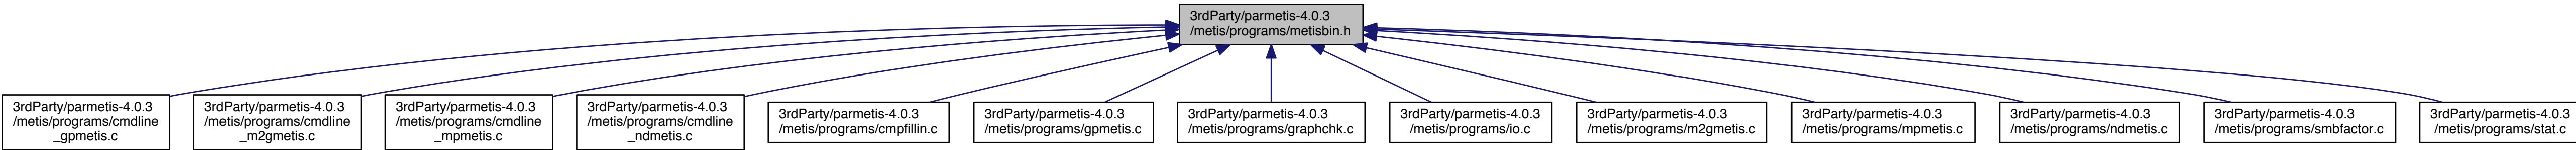 3rdParty/parmetis-4.0.3
/metis/programs/metisbin.h
3rdParty/parmetis-4.0.3
/metis/programs/cmdline
_gpmetis.c
3rdParty/parmetis-4.0.3
/metis/programs/cmdline
_m2gmetis.c
3rdParty/parmetis-4.0.3
/metis/programs/cmdline
_mpmetis.c
3rdParty/parmetis-4.0.3
/metis/programs/cmdline
_ndmetis.c
3rdParty/parmetis-4.0.3
/metis/programs/cmpfillin.c
3rdParty/parmetis-4.0.3
/metis/programs/gpmetis.c
3rdParty/parmetis-4.0.3
/metis/programs/graphchk.c
3rdParty/parmetis-4.0.3
/metis/programs/io.c
3rdParty/parmetis-4.0.3
/metis/programs/m2gmetis.c
3rdParty/parmetis-4.0.3
/metis/programs/mpmetis.c
3rdParty/parmetis-4.0.3
/metis/programs/ndmetis.c
3rdParty/parmetis-4.0.3
/metis/programs/smbfactor.c
3rdParty/parmetis-4.0.3
/metis/programs/stat.c